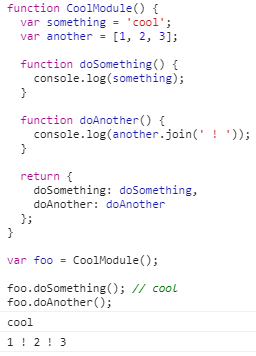 function CoolModule() {
  var something = 'cool';
  var another = [1, 2, 3];

  function doSomething() {
    console.log(something);
  }

  function doAnother() {
    console.log(another.join(' ! '));
  }

  return {
    doSomething: doSomething,
    doAnother: doAnother
  };
}

var foo = CoolModule();

foo.doSomething(); // cool
foo.doAnother();
cool
1 ! 2 ! 3